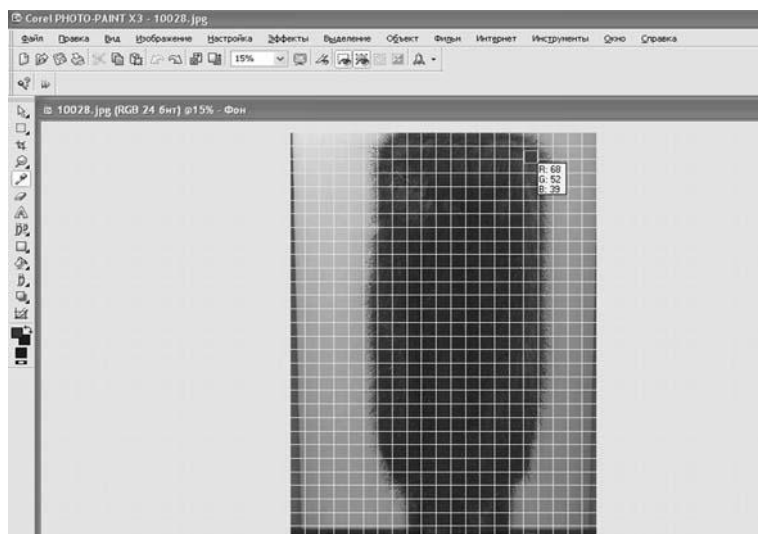 Corel PHOTO-PAINT X3 - 10028.jpg
Файл Правка Вид Изображение Настройка Эффекты Выделение Объект Фильм Интернет Инструменты Окно Справка
15%
10028.jpg (RGB 24 бит) @15% - Фон
R: 68
G: 52
B: 39